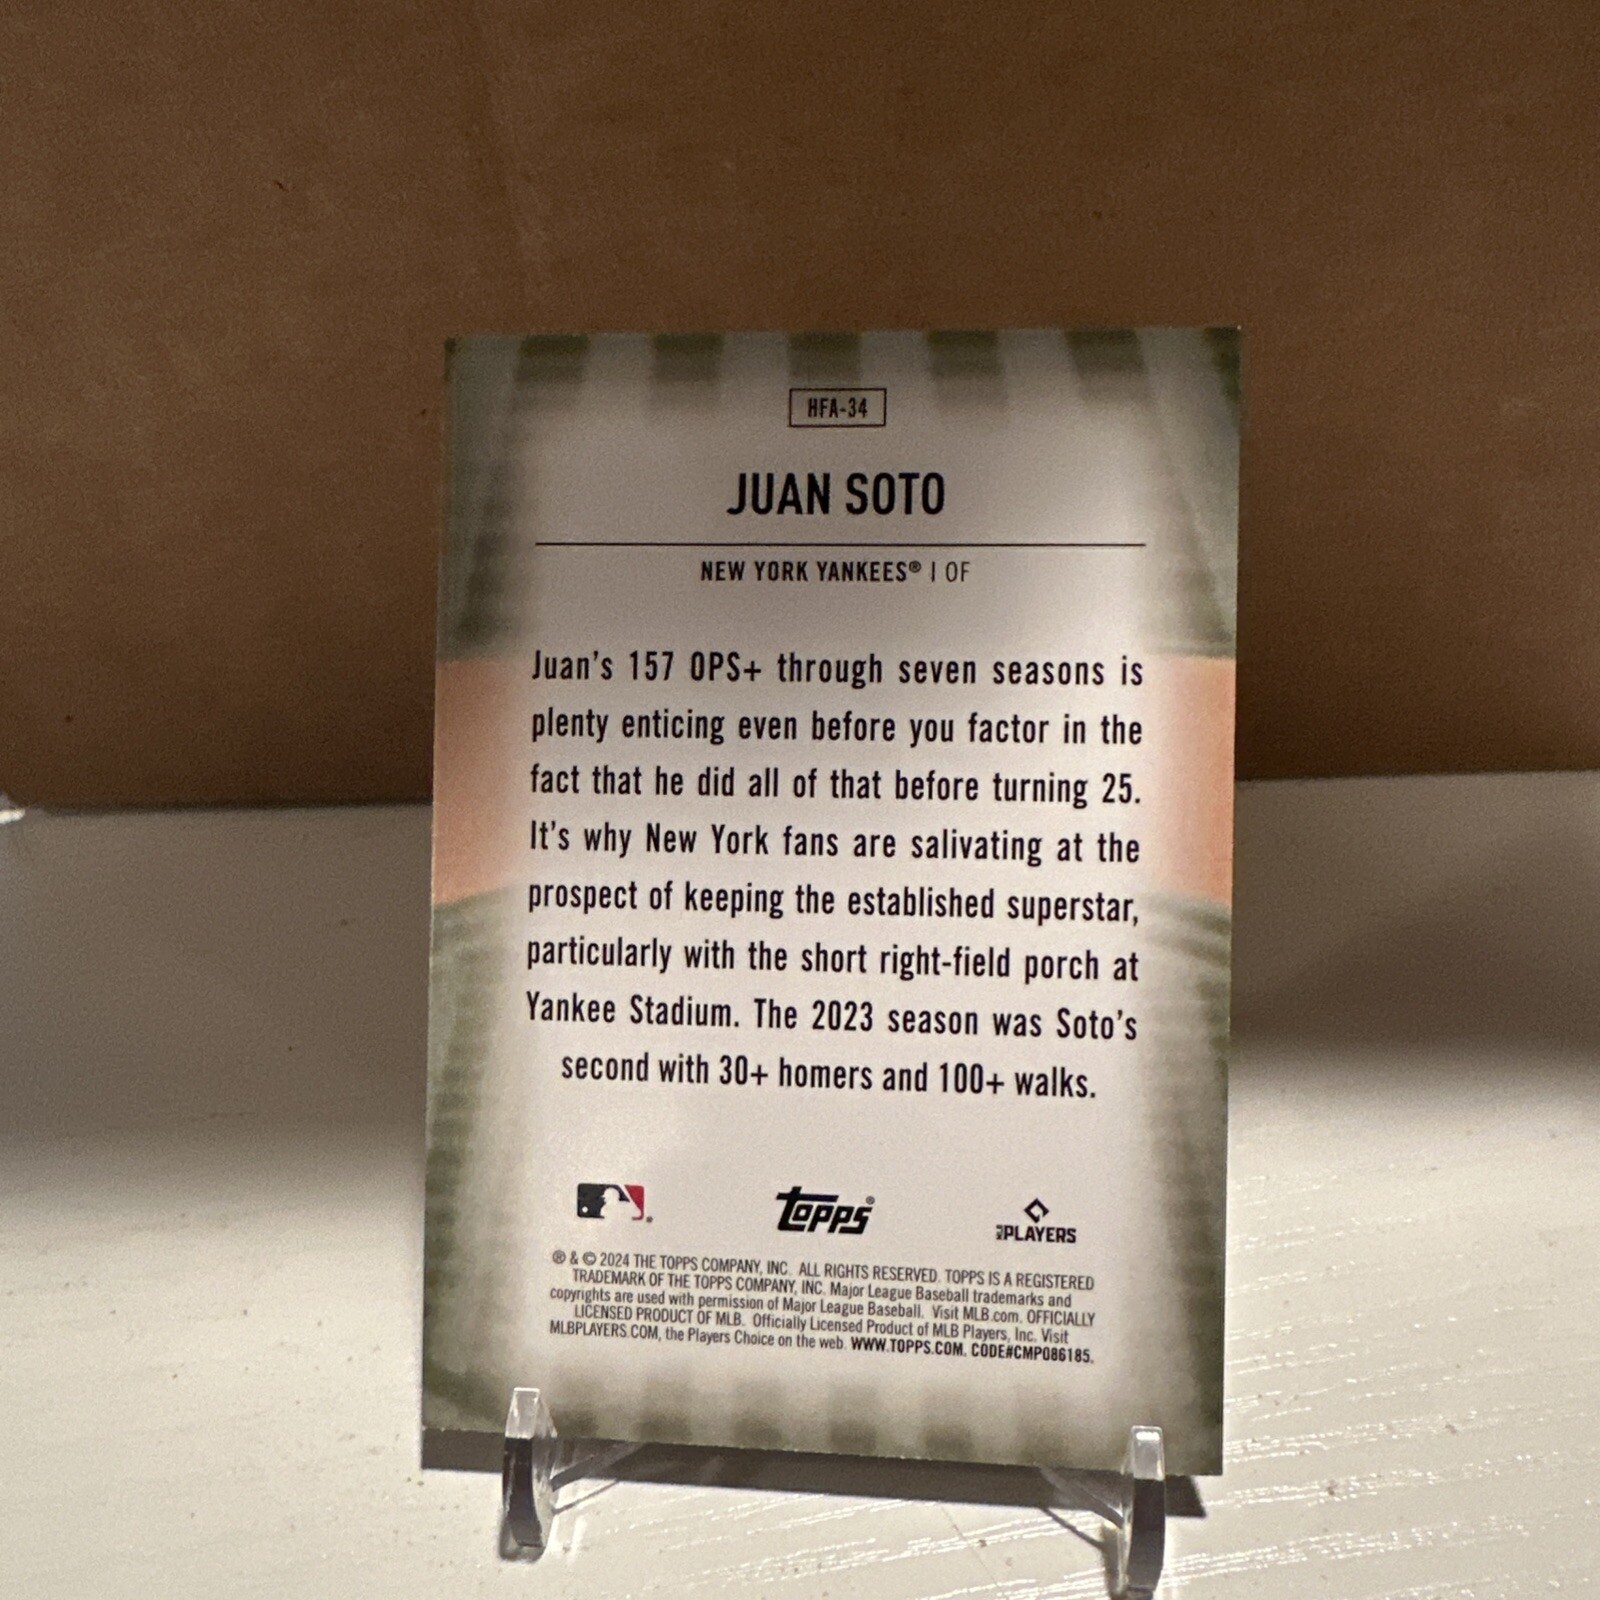 HFA-34
JUAN SOTO
NEW YORK YANKEES® | OF
Juan's 157 OPS+ through seven seasons is
plenty enticing even before you factor in the
fact that he did all of that before turning 25.
It's why New York fans are salivating at the
prospect of keeping the established superstar,
particularly with the short right-field porch at
Yankee Stadium. The 2023 season was Soto's
second with 30+ homers and 100+ walks.
topps®
MLB PLAYERS
® & © 2024 THE TOPPS COMPANY, INC. ALL RIGHTS RESERVED. TOPPS IS A REGISTERED
TRADEMARK OF THE TOPPS COMPANY, INC. Major League Baseball trademarks and
copyrights are used with permission of Major League Baseball. Visit MLB.com. OFFICIALLY
LICENSED PRODUCT OF MLB. Officially Licensed Product of MLB Players, Inc. Visit
MLBPLAYERS.COM, the Players Choice on the web. WWW.TOPPS.COM. CODE#CMP086185.